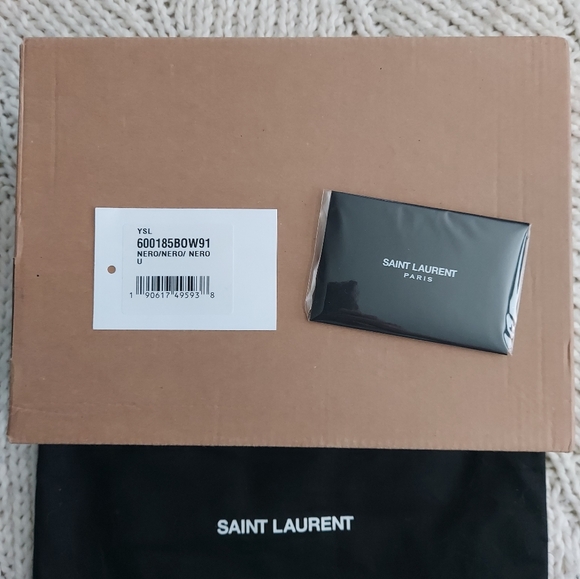 YSL
600185BOW91
NERO/NERO/ NERO
U
1 90617 49593 8
SAINT LAURENT
PARIS
SAINT LAURENT